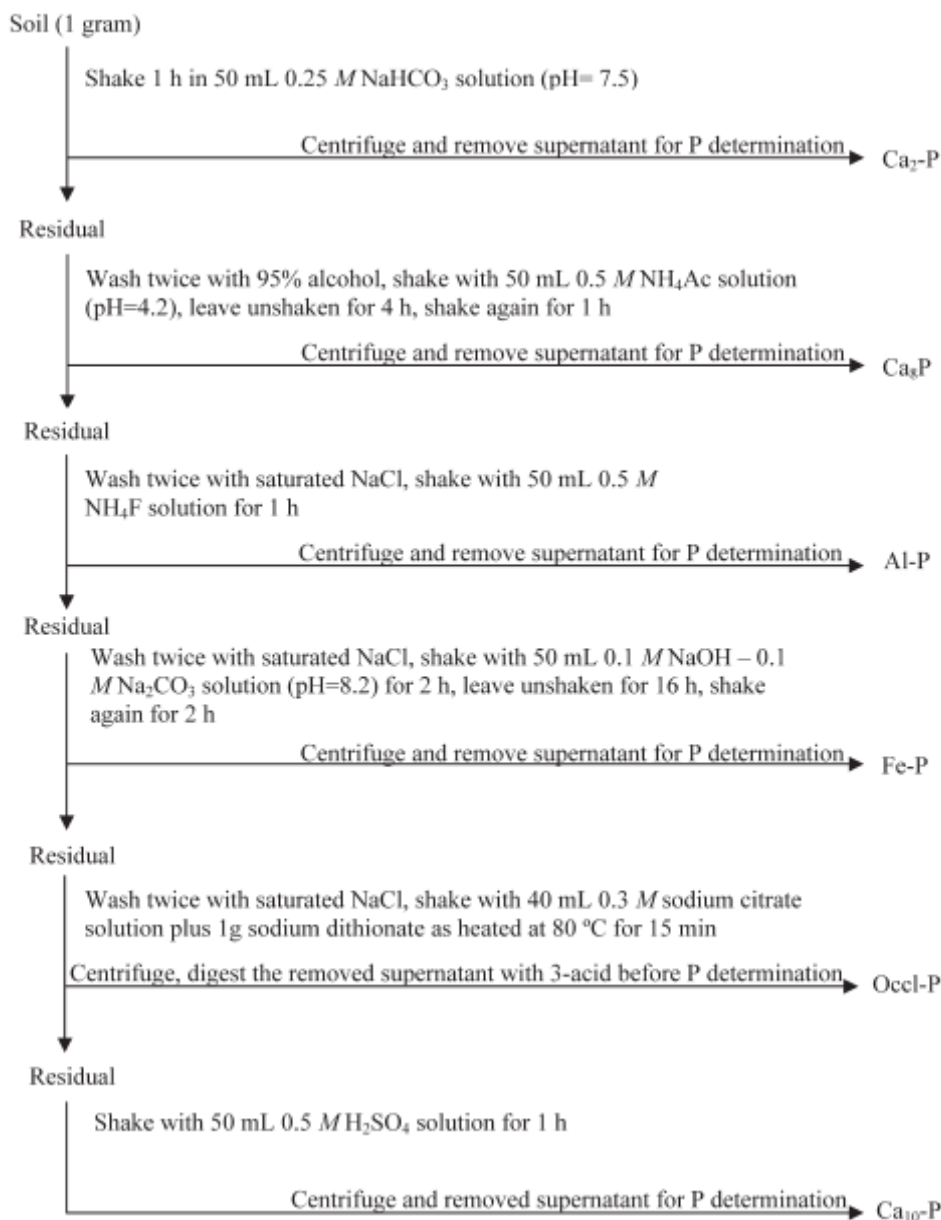 Soil (1 gram)
Shake 1 h in 50 mL 0.25 M NaHCO₃ solution (pH= 7.5)
Centrifuge and remove supernatant for P determination
Ca₂-P
Residual
Wash twice with 95% alcohol, shake with 50 mL 0.5 M NH₄Ac solution
(pH=4.2), leave unshaken for 4 h, shake again for 1 h
Centrifuge and remove supernatant for P determination
Ca₈P
Residual
Wash twice with saturated NaCl, shake with 50 mL 0.5 M
NH₄F solution for 1 h
Centrifuge and remove supernatant for P determination
Al-P
Residual
Wash twice with saturated NaCl, shake with 50 mL 0.1 M NaOH – 0.1
M Na₂CO₃ solution (pH=8.2) for 2 h, leave unshaken for 16 h, shake
again for 2 h
Centrifuge and remove supernatant for P determination
Fe-P
Residual
Wash twice with saturated NaCl, shake with 40 mL 0.3 M sodium citrate
solution plus 1g sodium dithionate as heated at 80 ºC for 15 min
Centrifuge, digest the removed supernatant with 3-acid before P determination
Occl-P
Residual
Shake with 50 mL 0.5 M H₂SO₄ solution for 1 h
Centrifuge and removed supernatant for P determination
Ca₁₀-P